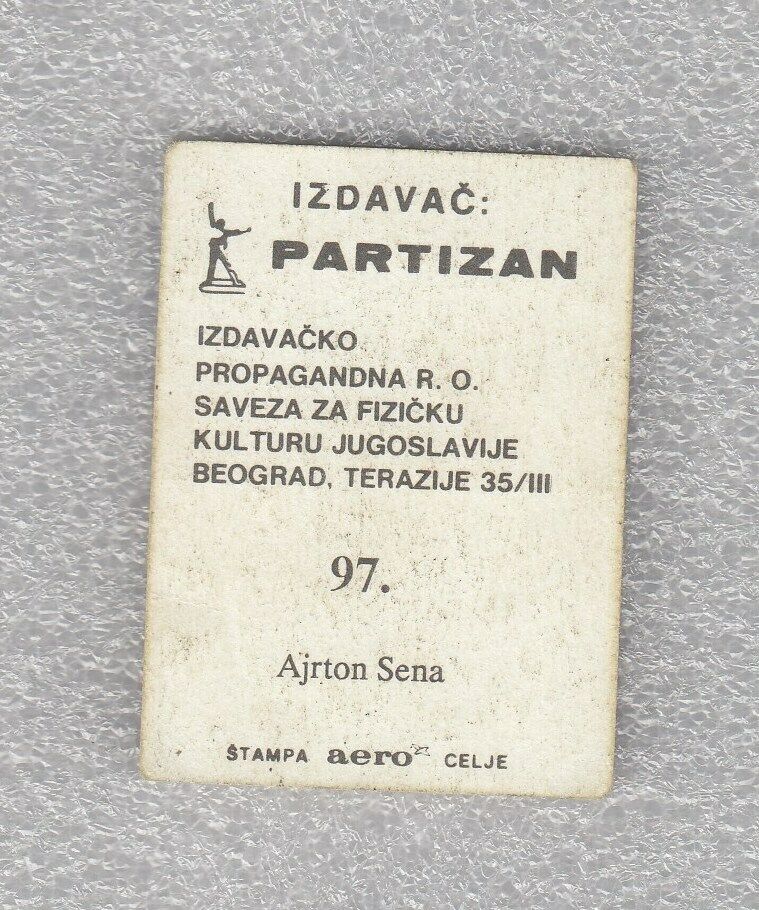 IZDAVAČ:
PARTIZAN
IZDAVAČKO
PROPAGANDNA R. O.
SAVEZA ZA FIZIČKU
KULTURU JUGOSLAVIJE
BEOGRAD, TERAZIJE 35/III
97.
Ajrton Sena
ŠTAMPA aero CELJE